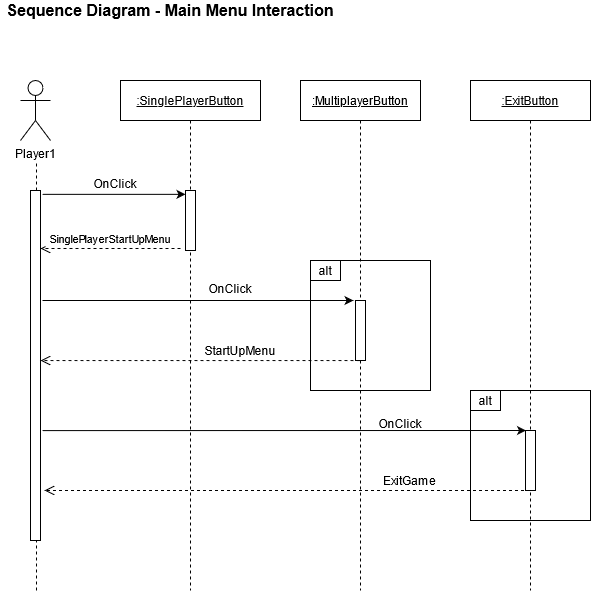 Sequence Diagram - Main Menu Interaction
:SinglePlayerButton
:MultiplayerButton
:ExitButton
Player1
OnClick
SinglePlayerStartUpMenu
alt
OnClick
StartUpMenu
alt
OnClick
ExitGame